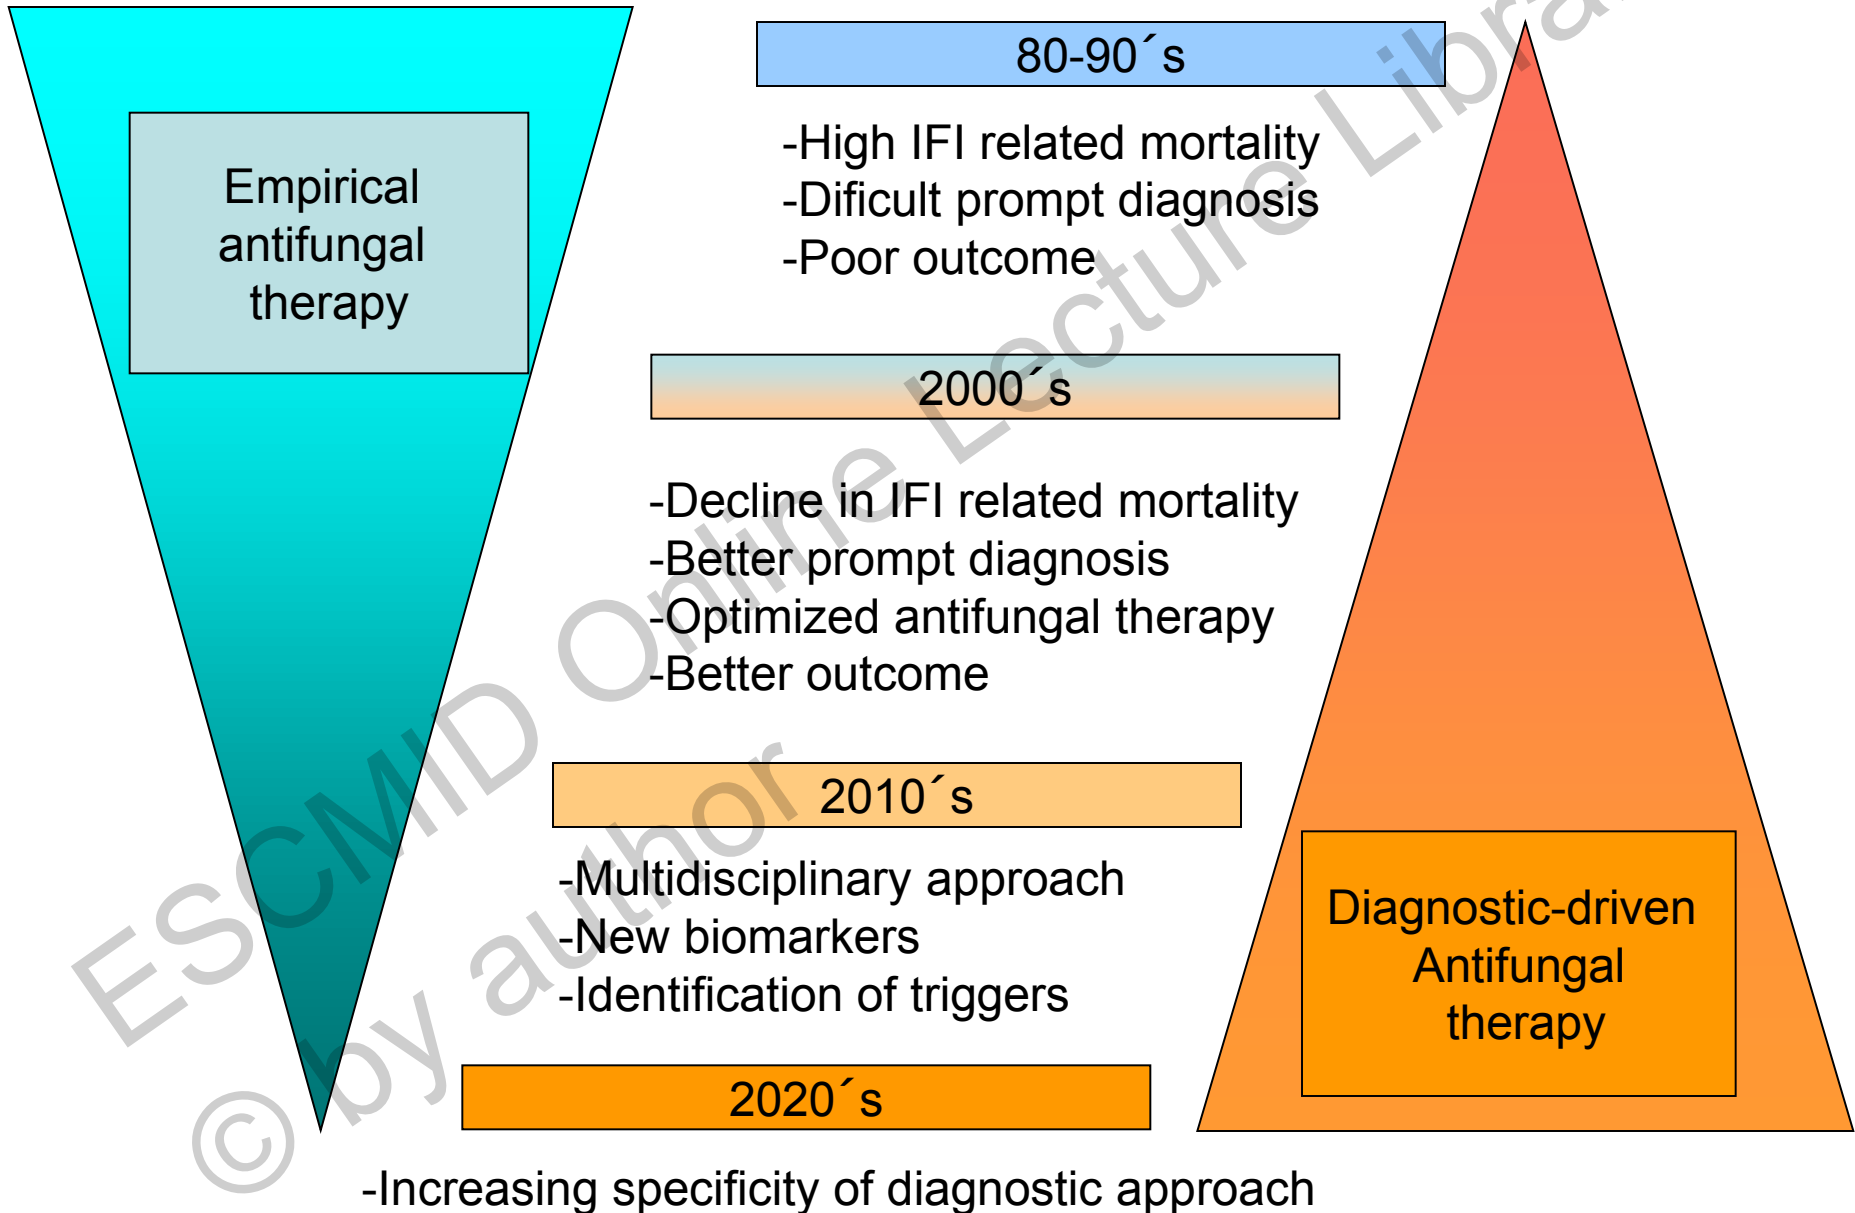 80-90´s
-High IFI related mortality
-Dificult prompt diagnosis
-Poor outcome
Empirical
antifungal
therapy
2000´s
-Decline in IFI related mortality
-Better prompt diagnosis
-Optimized antifungal therapy
-Better outcome
2010´s
-Multidisciplinary approach
-New biomarkers
-Identification of triggers
Diagnostic-driven
Antifungal
therapy
2020´s
-Increasing specificity of diagnostic approach
ESCMID Online Lecture Libra
© by author